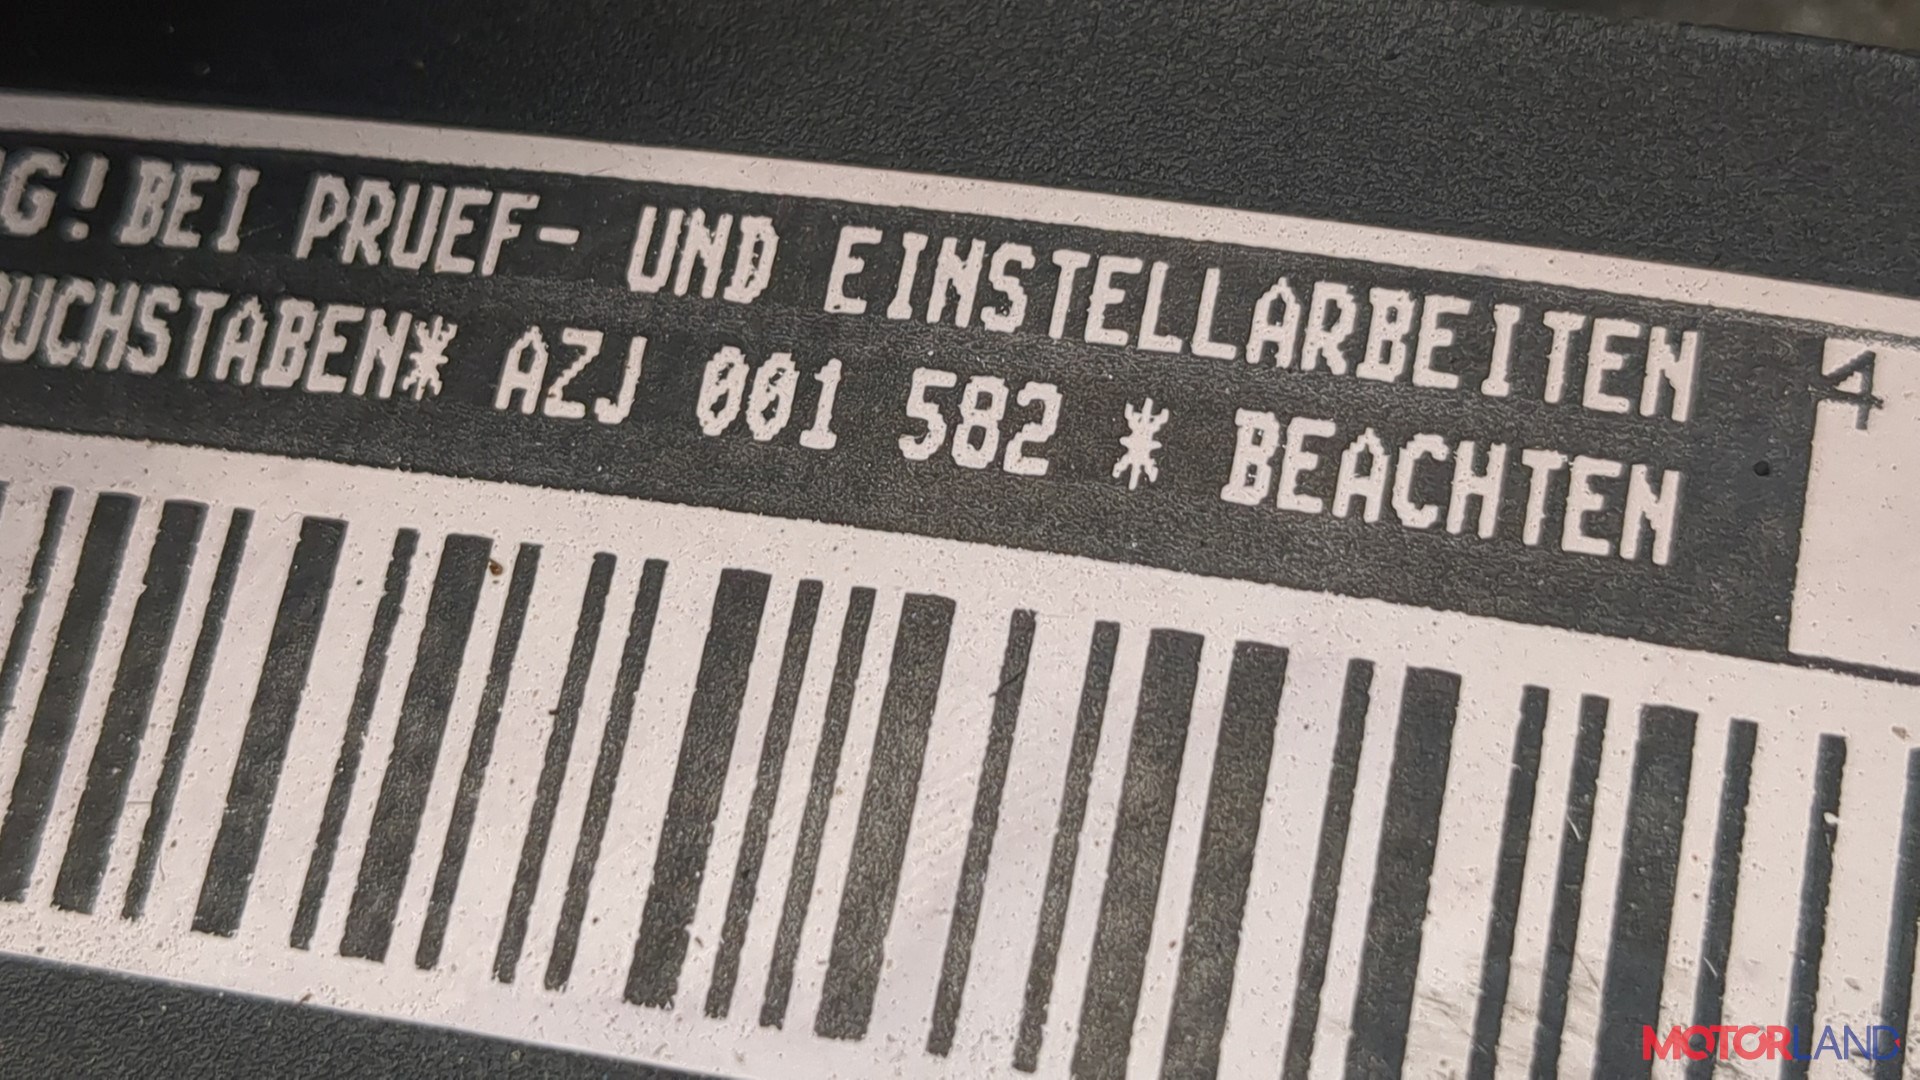 G! BEI PRUEF- UND EINSTELLARBEITEN
UCHSTABEN* AZJ 001 582 * BEACHTEN
4
MOTORLAND